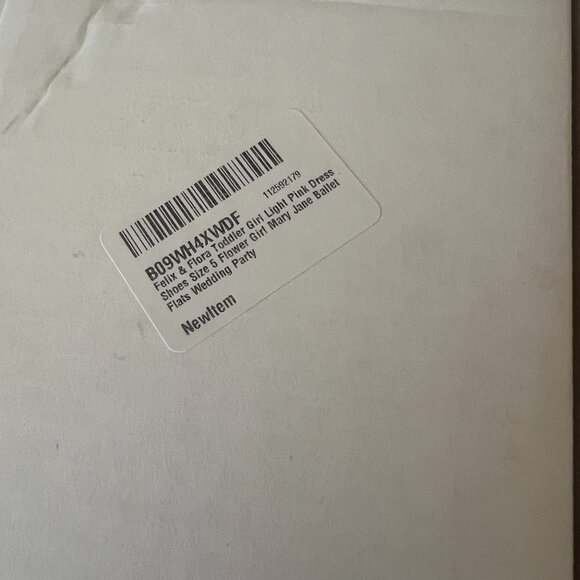 112592179
B09WH4XWDF
Felix & Flora Toddler Girl Light Pink Dress
Shoes Size 5 Flower Girl Mary Jane Ballet
Flats Wedding Party
NewItem